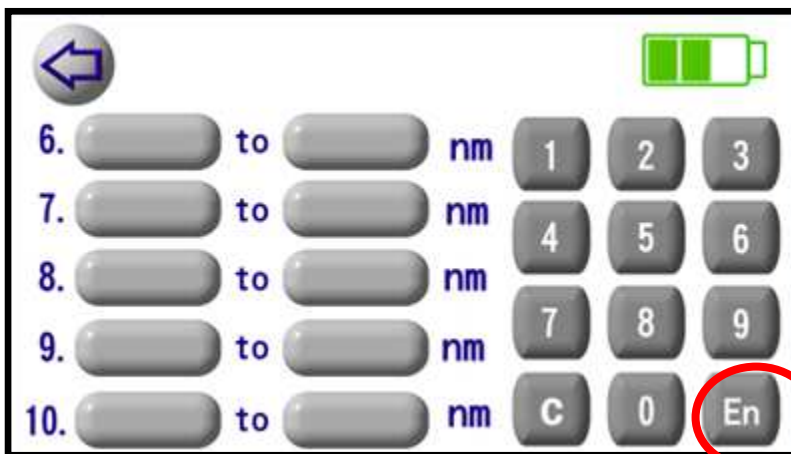 6. to nm 1 2 3
7. to nm 4 5 6
8. to nm 7 8 9
9. to nm C 0 En
10. to nm